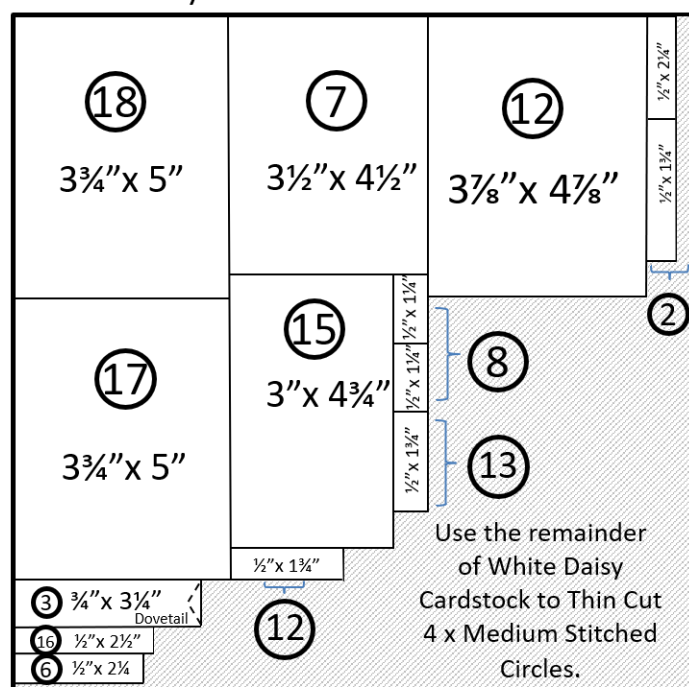 18
3¾”x 5”
7
3½”x 4½”
12
3⅞”x 4⅞”
½”x 2¼”
½”x 1¾”
2
17
3¾”x 5”
15
3”x 4¾”
½”x 1¼”
½”x 1¼”
8
½”x 1¾”
13
½”x 1¾”
12
3 ¾”x 3¼”
Dovetail
16 ½”x 2½”
6 ½”x 2¼
Use the remainder
of White Daisy
Cardstock to Thin Cut
4 x Medium Stitched
Circles.